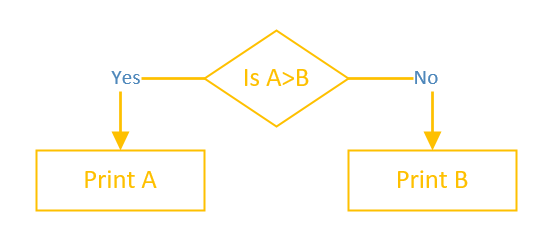 Yes
Is A>B
No
Print A
Print B